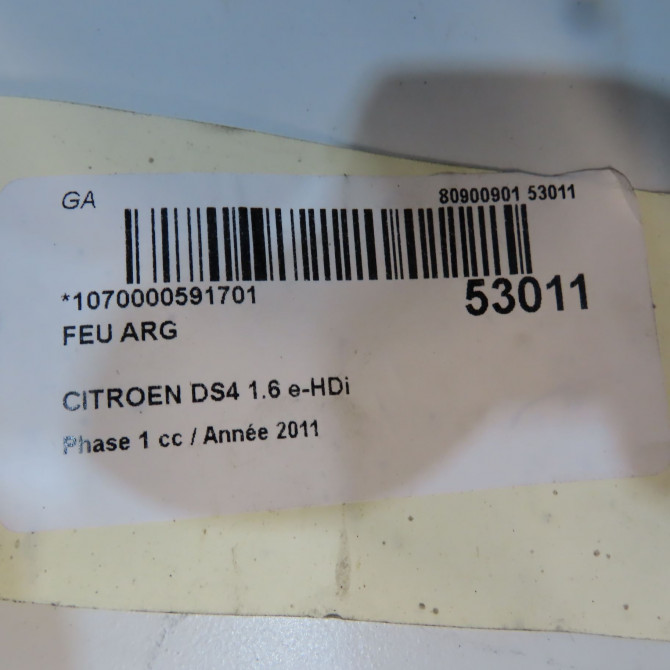 GA 80900901 53011
*1070000591701 53011
FEU ARG
CITROEN DS4 1.6 e-HDi
Phase 1 cc / Année 2011